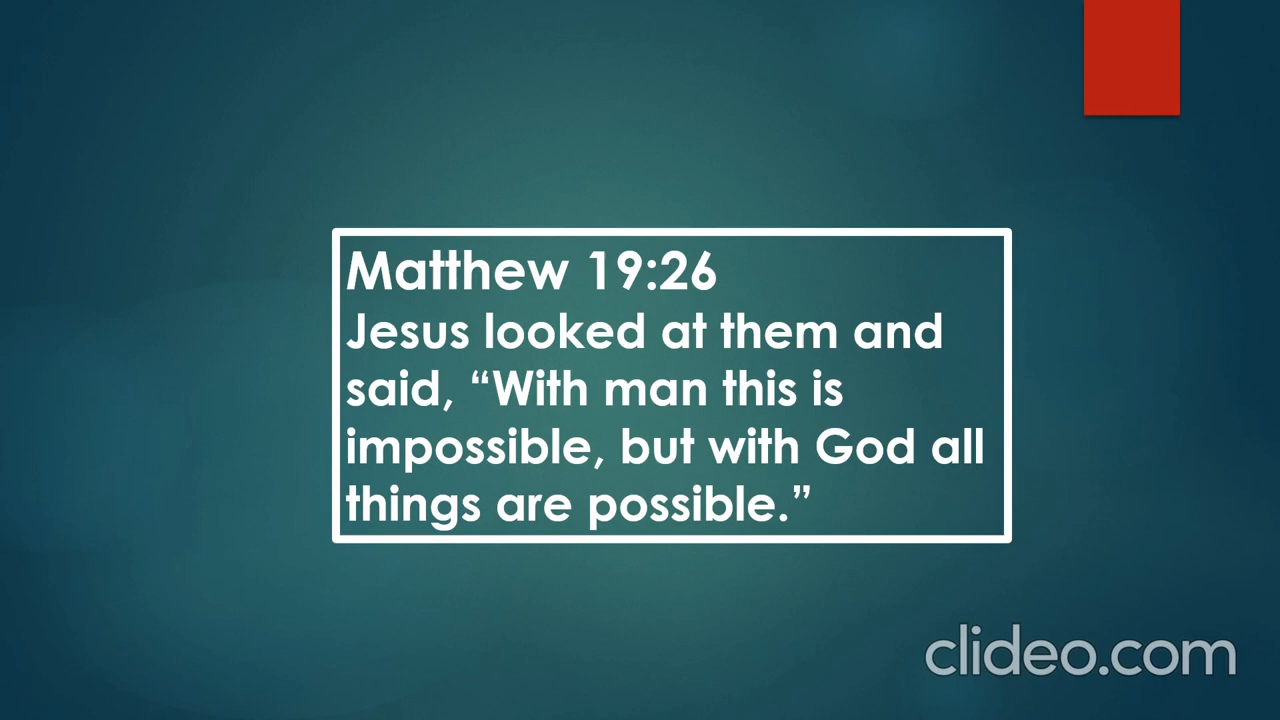 Matthew 19:26
Jesus looked at them and
said, “With man this is
impossible, but with God all
things are possible.”
clideo.com